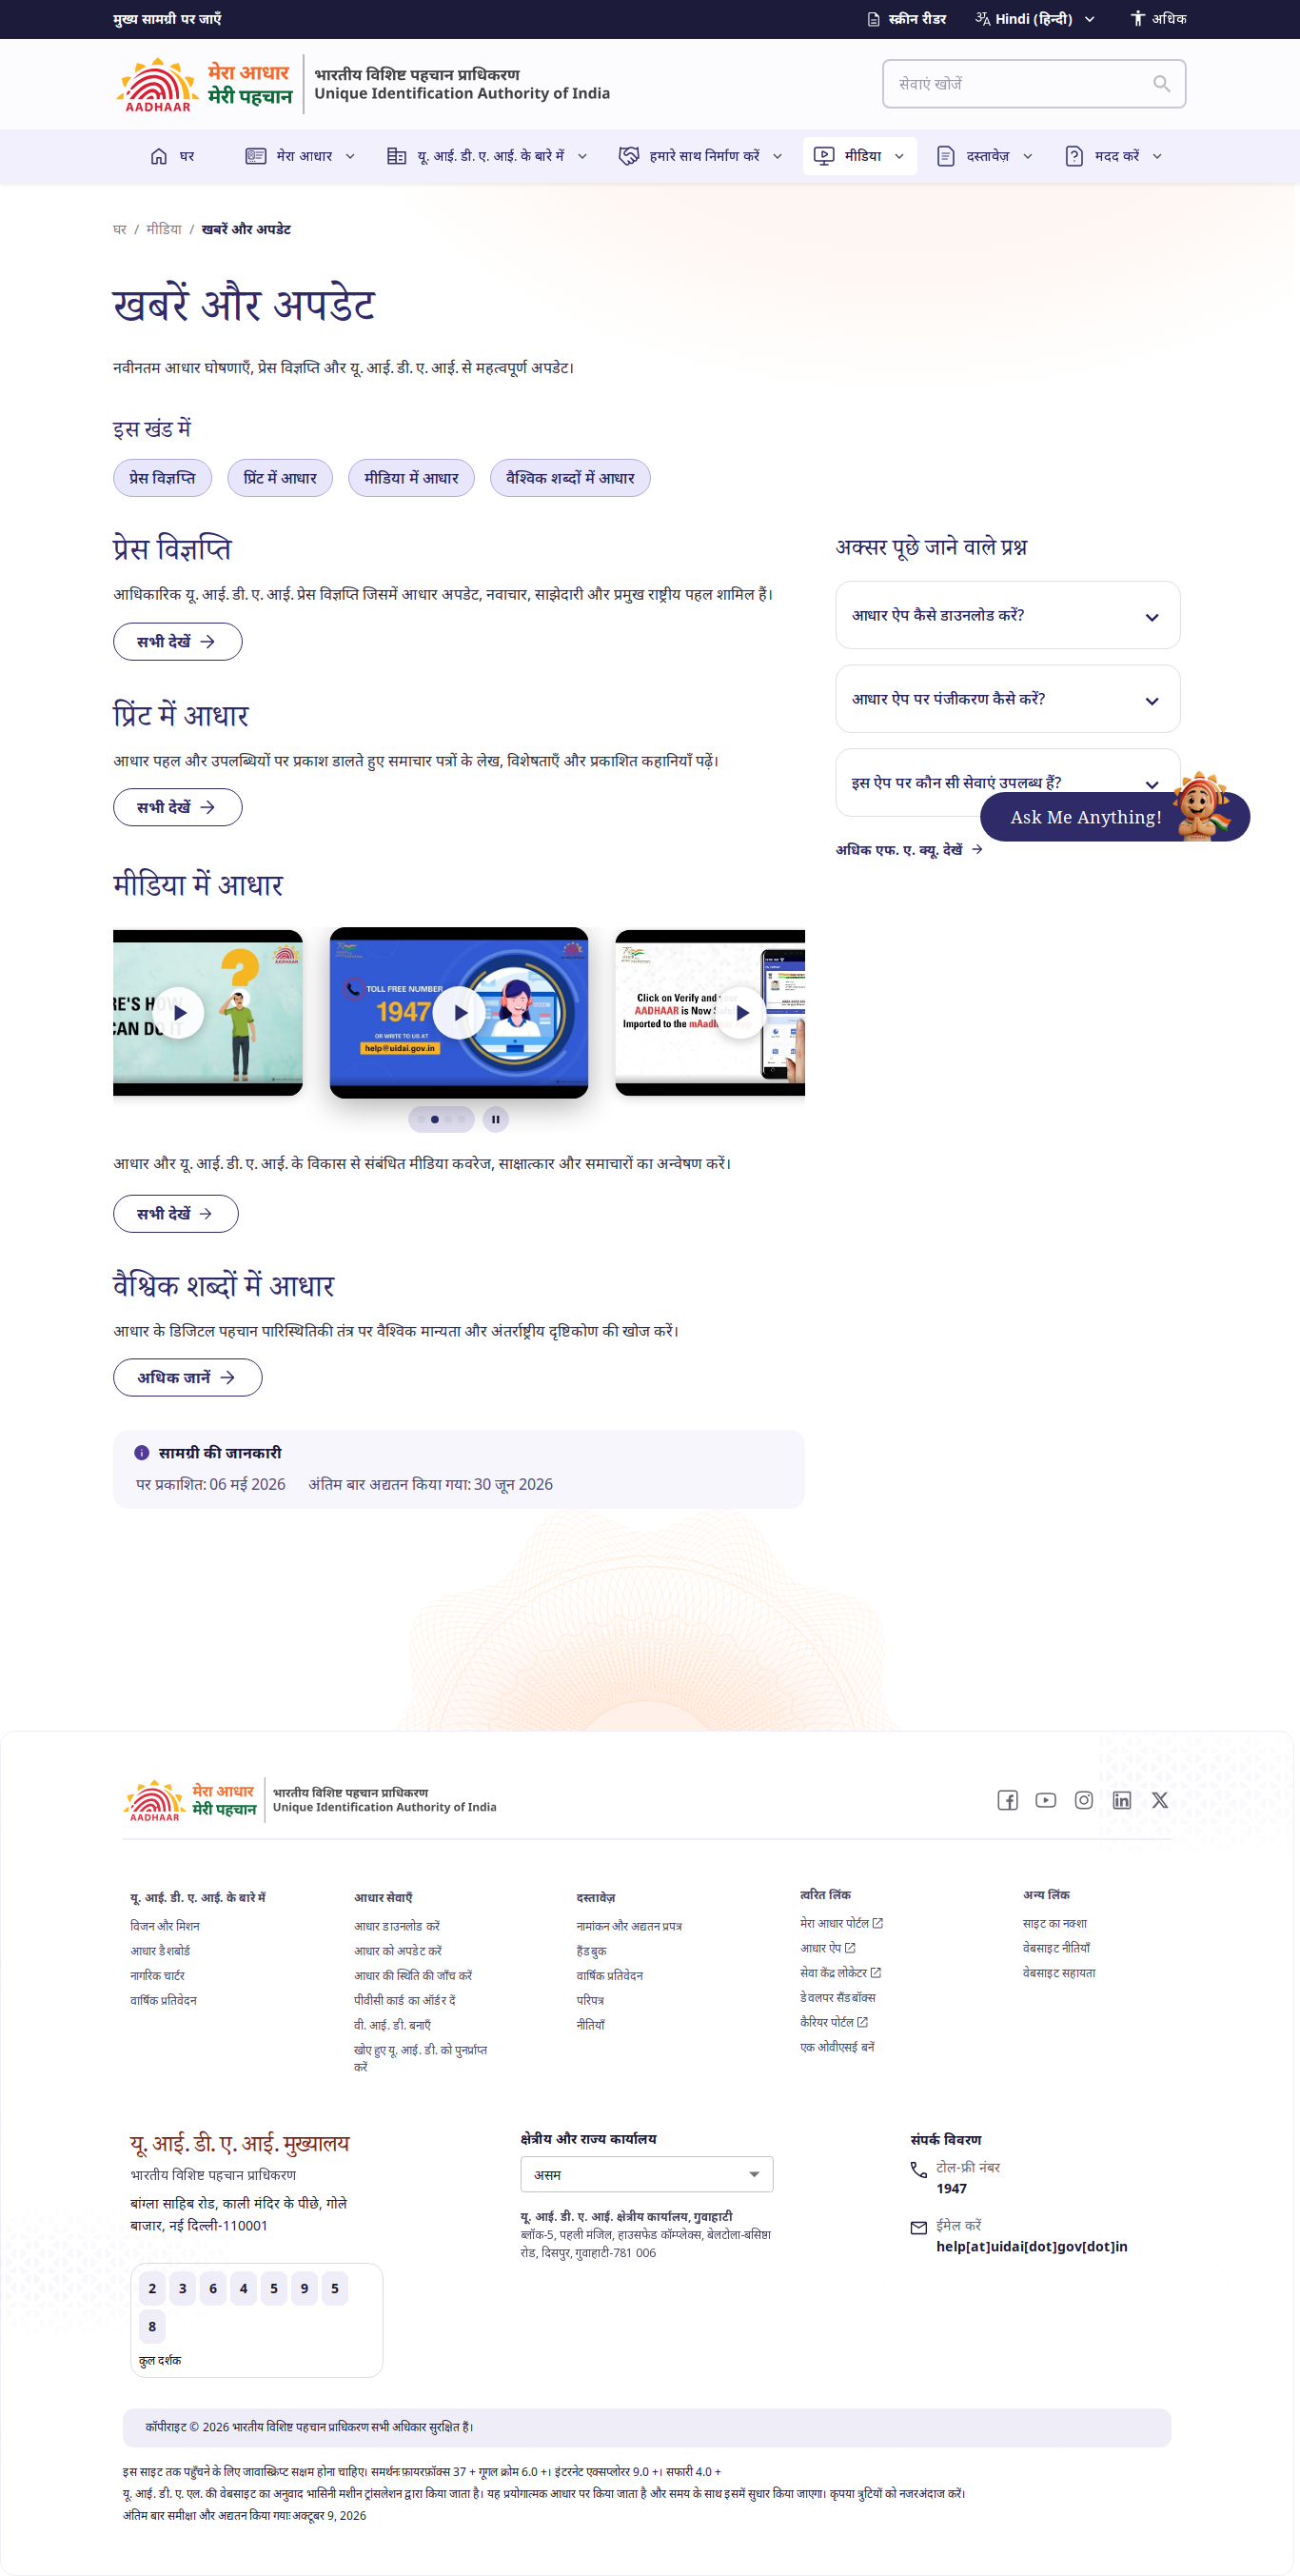 मुख्य सामग्री पर जाएँ
स्क्रीन रीडर
Hindi (हिन्दी)
अधिक
AADHAAR
मेरा आधार
मेरी पहचान
भारतीय विशिष्ट पहचान प्राधिकरण
Unique Identification Authority of India
सेवाएं खोजें
घर
मेरा आधार
यू. आई. डी. ए. आई. के बारे में
हमारे साथ निर्माण करें
मीडिया
दस्तावेज़
मदद करें
घर / मीडिया / खबरें और अपडेट
खबरें और अपडेट
नवीनतम आधार घोषणाएँ, प्रेस विज्ञप्ति और यू. आई. डी. ए. आई. से महत्वपूर्ण अपडेट।
इस खंड में
प्रेस विज्ञप्ति
प्रिंट में आधार
मीडिया में आधार
वैश्विक शब्दों में आधार
प्रेस विज्ञप्ति
आधिकारिक यू. आई. डी. ए. आई. प्रेस विज्ञप्ति जिसमें आधार अपडेट, नवाचार, साझेदारी और प्रमुख राष्ट्रीय पहल शामिल हैं।
सभी देखें
प्रिंट में आधार
आधार पहल और उपलब्धियों पर प्रकाश डालते हुए समाचार पत्रों के लेख, विशेषताएँ और प्रकाशित कहानियाँ पढ़ें।
सभी देखें
अक्सर पूछे जाने वाले प्रश्न
आधार ऐप कैसे डाउनलोड करें?
आधार ऐप पर पंजीकरण कैसे करें?
इस ऐप पर कौन सी सेवाएं उपलब्ध हैं?
Ask Me Anything!
अधिक एफ. ए. क्यू. देखें
मीडिया में आधार
RE'S HOW
CAN DO IT
AADHAAR
TOLL FREE NUMBER
1947
OR WRITE TO US AT
help@uidai.gov.in
Click on Verify and your
AADHAAR is Now Safely
Imported to the mAadhaar App
आधार और यू. आई. डी. ए. आई. के विकास से संबंधित मीडिया कवरेज, साक्षात्कार और समाचारों का अन्वेषण करें।
सभी देखें
वैश्विक शब्दों में आधार
आधार के डिजिटल पहचान पारिस्थितिकी तंत्र पर वैश्विक मान्यता और अंतर्राष्ट्रीय दृष्टिकोण की खोज करें।
अधिक जानें
सामग्री की जानकारी
पर प्रकाशित: 06 मई 2026 अंतिम बार अद्यतन किया गया: 30 जून 2026
AADHAAR
मेरा आधार
मेरी पहचान
भारतीय विशिष्ट पहचान प्राधिकरण
Unique Identification Authority of India
यू. आई. डी. ए. आई. के बारे में
विजन और मिशन
आधार डैशबोर्ड
नागरिक चार्टर
वार्षिक प्रतिवेदन
आधार सेवाएँ
आधार डाउनलोड करें
आधार को अपडेट करें
आधार की स्थिति की जाँच करें
पीवीसी कार्ड का ऑर्डर दें
वी. आई. डी. बनाएँ
खोए हुए यू. आई. डी. को पुनर्प्राप्त
करें
दस्तावेज़
नामांकन और अद्यतन प्रपत्र
हैंडबुक
वार्षिक प्रतिवेदन
परिपत्र
नीतियाँ
त्वरित लिंक
मेरा आधार पोर्टल
आधार ऐप
सेवा केंद्र लोकेटर
डेवलपर सैंडबॉक्स
कैरियर पोर्टल
एक ओवीएसई बनें
अन्य लिंक
साइट का नक्शा
वेबसाइट नीतियाँ
वेबसाइट सहायता
यू. आई. डी. ए. आई. मुख्यालय
भारतीय विशिष्ट पहचान प्राधिकरण
बांग्ला साहिब रोड, काली मंदिर के पीछे, गोले
बाजार, नई दिल्ली-110001
2 3 6 4 5 9 5
8
कुल दर्शक
क्षेत्रीय और राज्य कार्यालय
असम
यू. आई. डी. ए. आई. क्षेत्रीय कार्यालय, गुवाहाटी
ब्लॉक-5, पहली मंजिल, हाउसफेड कॉम्प्लेक्स, बेलटोला-बसिष्ठा
रोड, दिसपुर, गुवाहाटी-781 006
संपर्क विवरण
टोल-फ्री नंबर
1947
ईमेल करें
help[at]uidai[dot]gov[dot]in
कॉपीराइट © 2026 भारतीय विशिष्ट पहचान प्राधिकरण सभी अधिकार सुरक्षित हैं।
इस साइट तक पहुँचने के लिए जावास्क्रिप्ट सक्षम होना चाहिए। समर्थनः फ़ायरफ़ॉक्स 37 + गूगल क्रोम 6.0 +। इंटरनेट एक्सप्लोरर 9.0 +। सफारी 4.0 +
यू. आई. डी. ए. एल. की वेबसाइट का अनुवाद भासिनी मशीन ट्रांसलेशन द्वारा किया जाता है। यह प्रयोगात्मक आधार पर किया जाता है और समय के साथ इसमें सुधार किया जाएगा। कृपया त्रुटियों को नजरअंदाज करें।
अंतिम बार समीक्षा और अद्यतन किया गयाः अक्टूबर 9, 2026